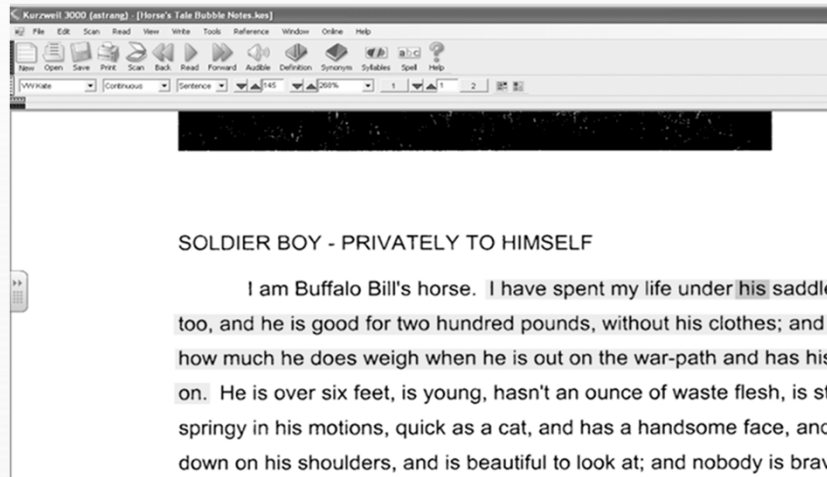 Kurzweil 3000 (astrang) - [Horse's Tale Bubble Notes.kes]
File Edit Scan Read View Write Tools Reference Window Online Help
abc
New Open Save Print Scan Back Read Forward Audible Definition Synonym Syllables Spell Help
VW Kate Continuous Sentence 145 268% 1 1 2
SOLDIER BOY - PRIVATELY TO HIMSELF
I am Buffalo Bill's horse. I have spent my life under his saddle
too, and he is good for two hundred pounds, without his clothes; and
how much he does weigh when he is out on the war-path and has his
on. He is over six feet, is young, hasn't an ounce of waste flesh, is st
springy in his motions, quick as a cat, and has a handsome face, and
down on his shoulders, and is beautiful to look at; and nobody is brav